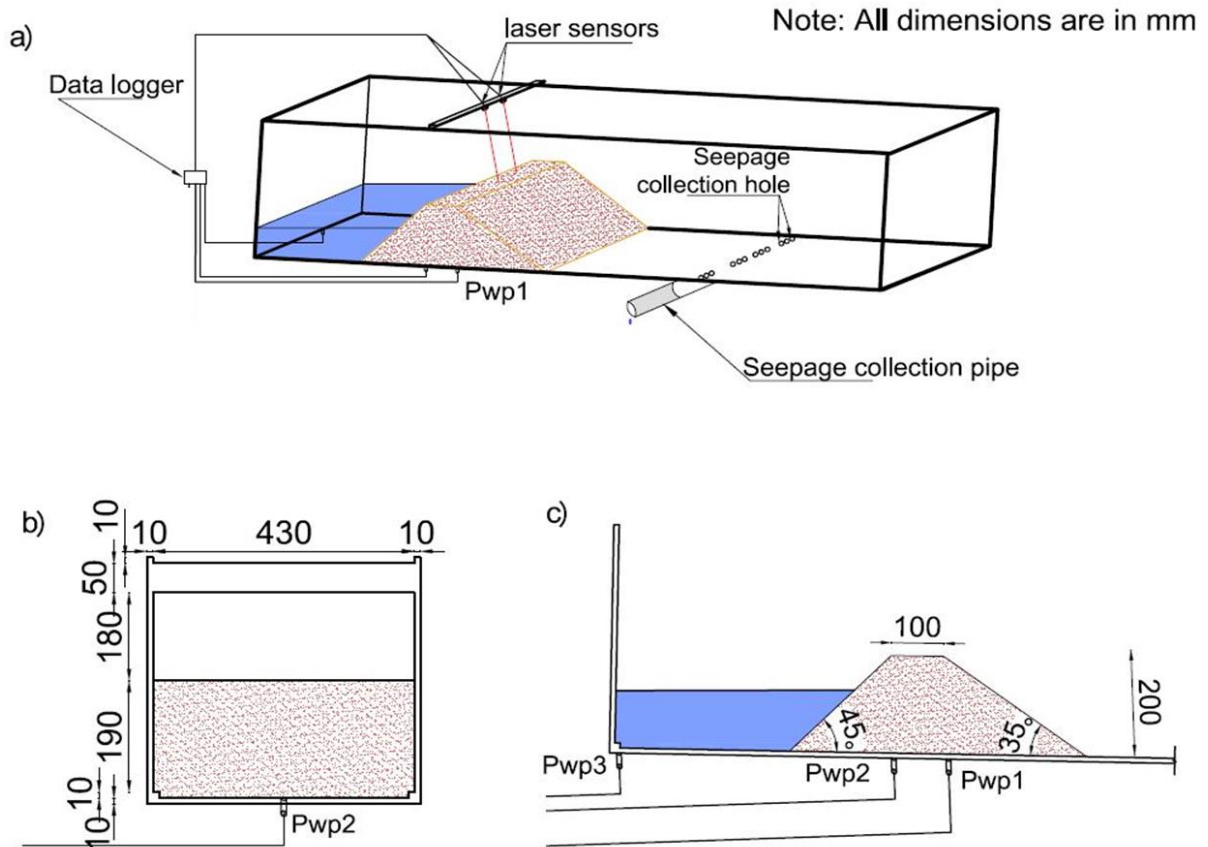 a)
laser sensors
Note: All dimensions are in mm
Data logger
Seepage
collection hole
Pwp1
Seepage collection pipe
b)
10
10
430
10
50
180
190
10
10
Pwp2
c)
100
200
45°
35°
Pwp3
Pwp2
Pwp1